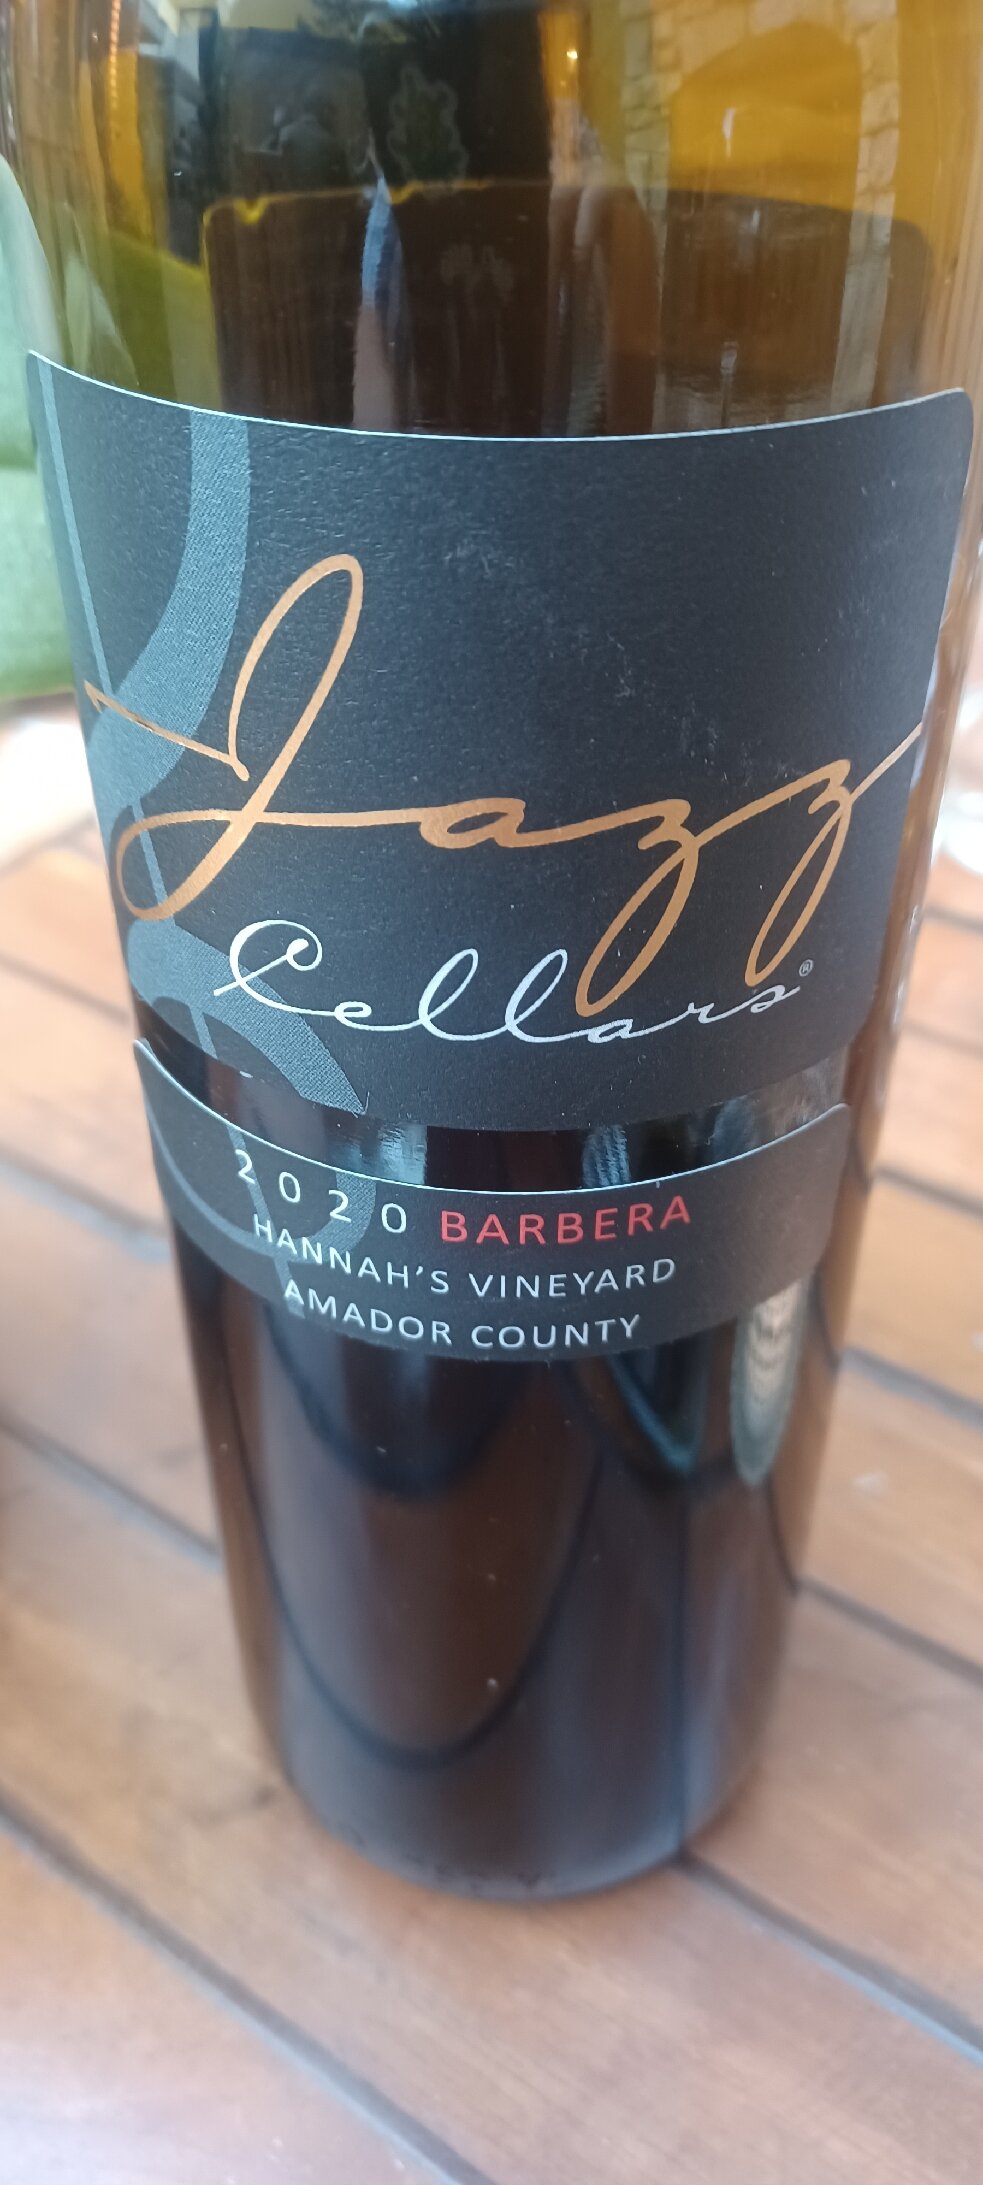 Jazz
Cellars®
2020 BARBERA
HANNAH'S VINEYARD
AMADOR COUNTY